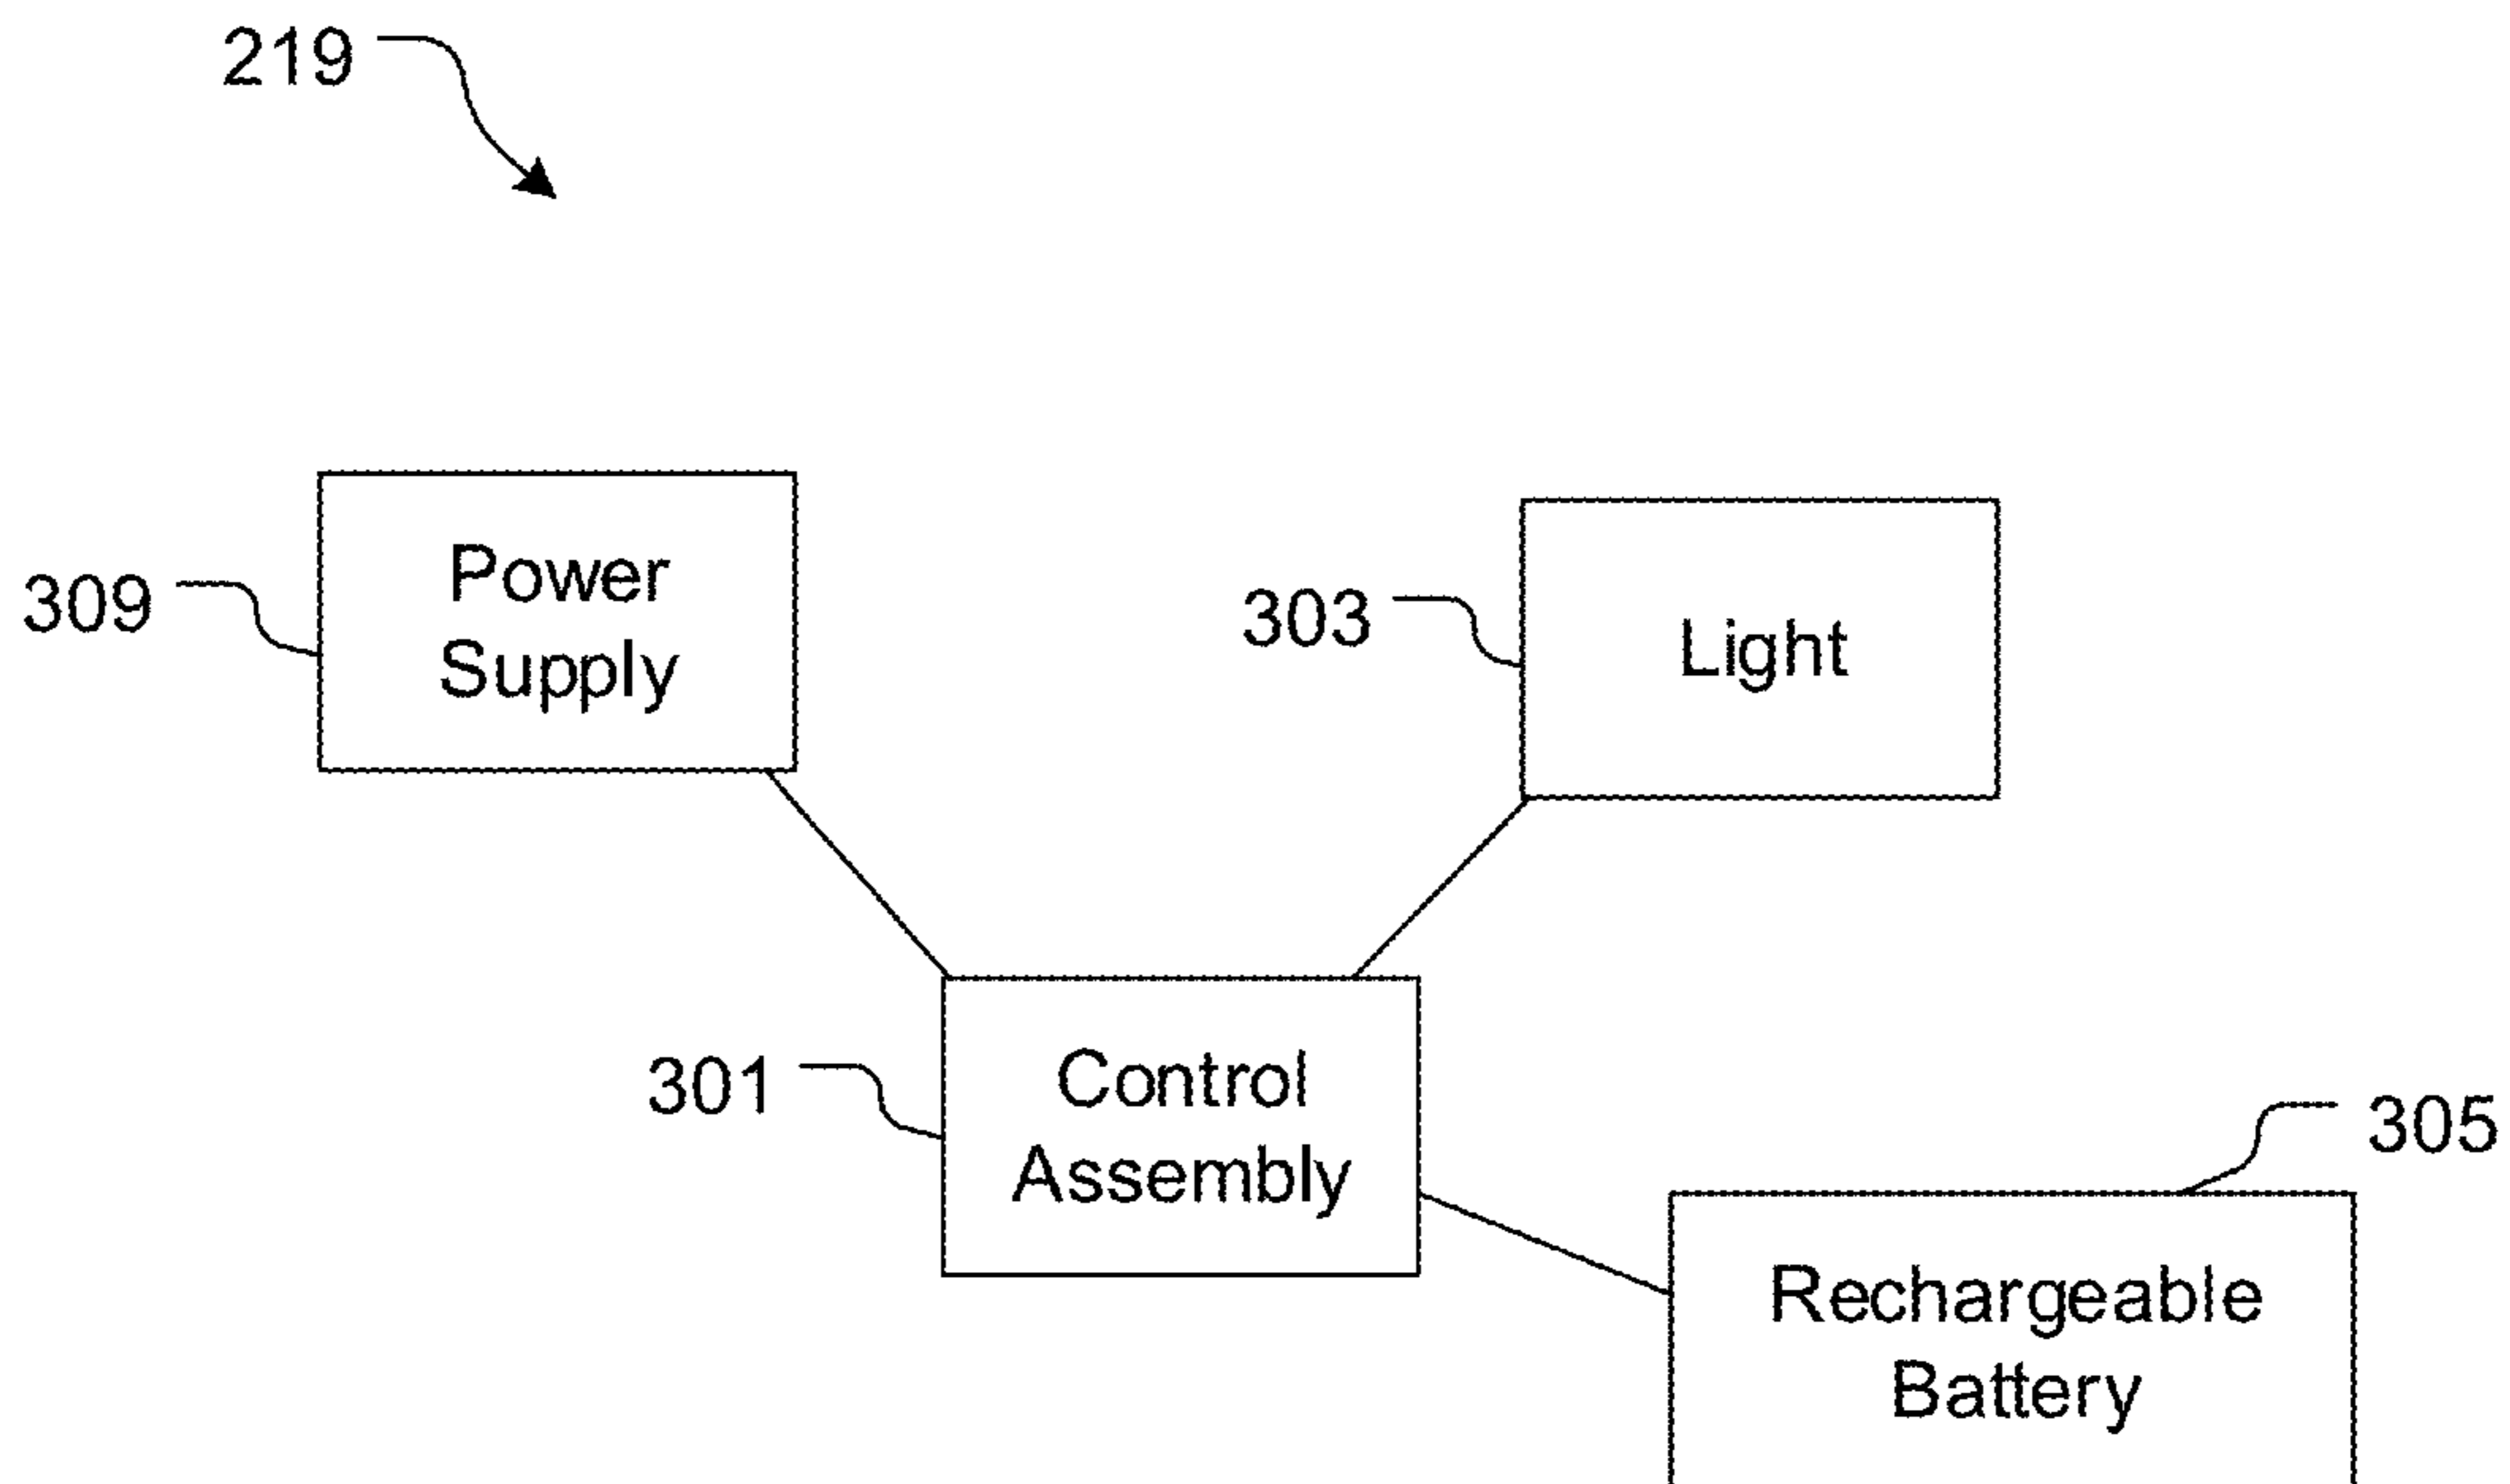 219
Power
Supply
309
303
Light
301
Control
Assembly
305
Rechargeable
Battery